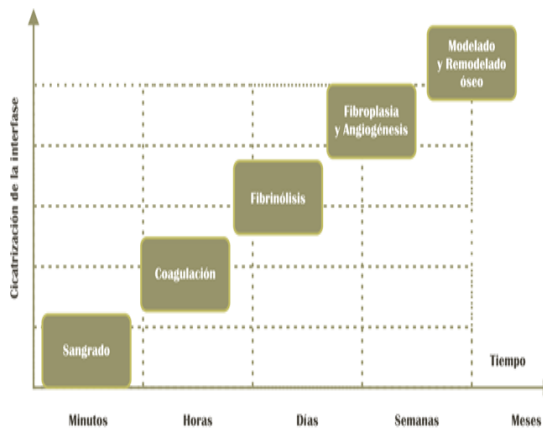 Modelado
y Remodelado
óseo
Fibroplasia
y Angiogénesis
Fibrinólisis
Coagulación
Sangrado
Cicatrización de la interfase
Tiempo
Minutos
Horas
Días
Semanas
Meses